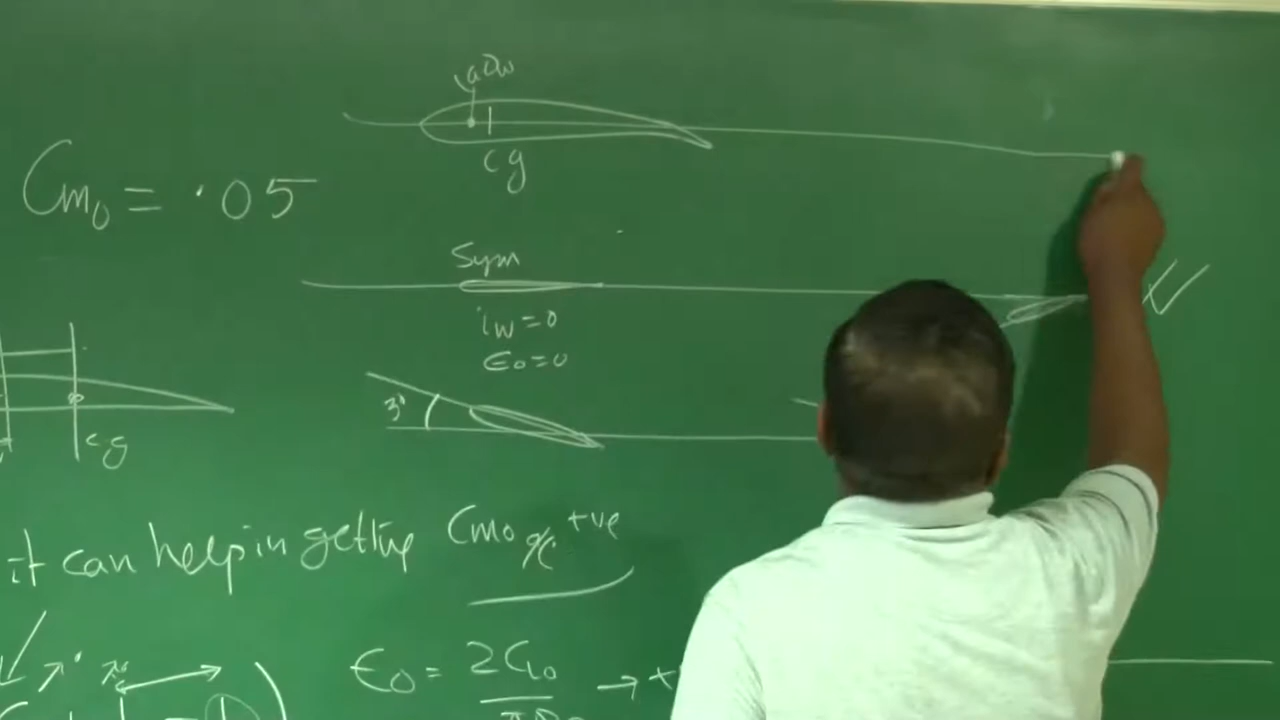 cg
Cm₀ = .05
Sym
iw=0
ϵ₀=0
3°
cg
it can help in getting Cm₀ +ve
ϵ₀ = 2CL₀
→ +